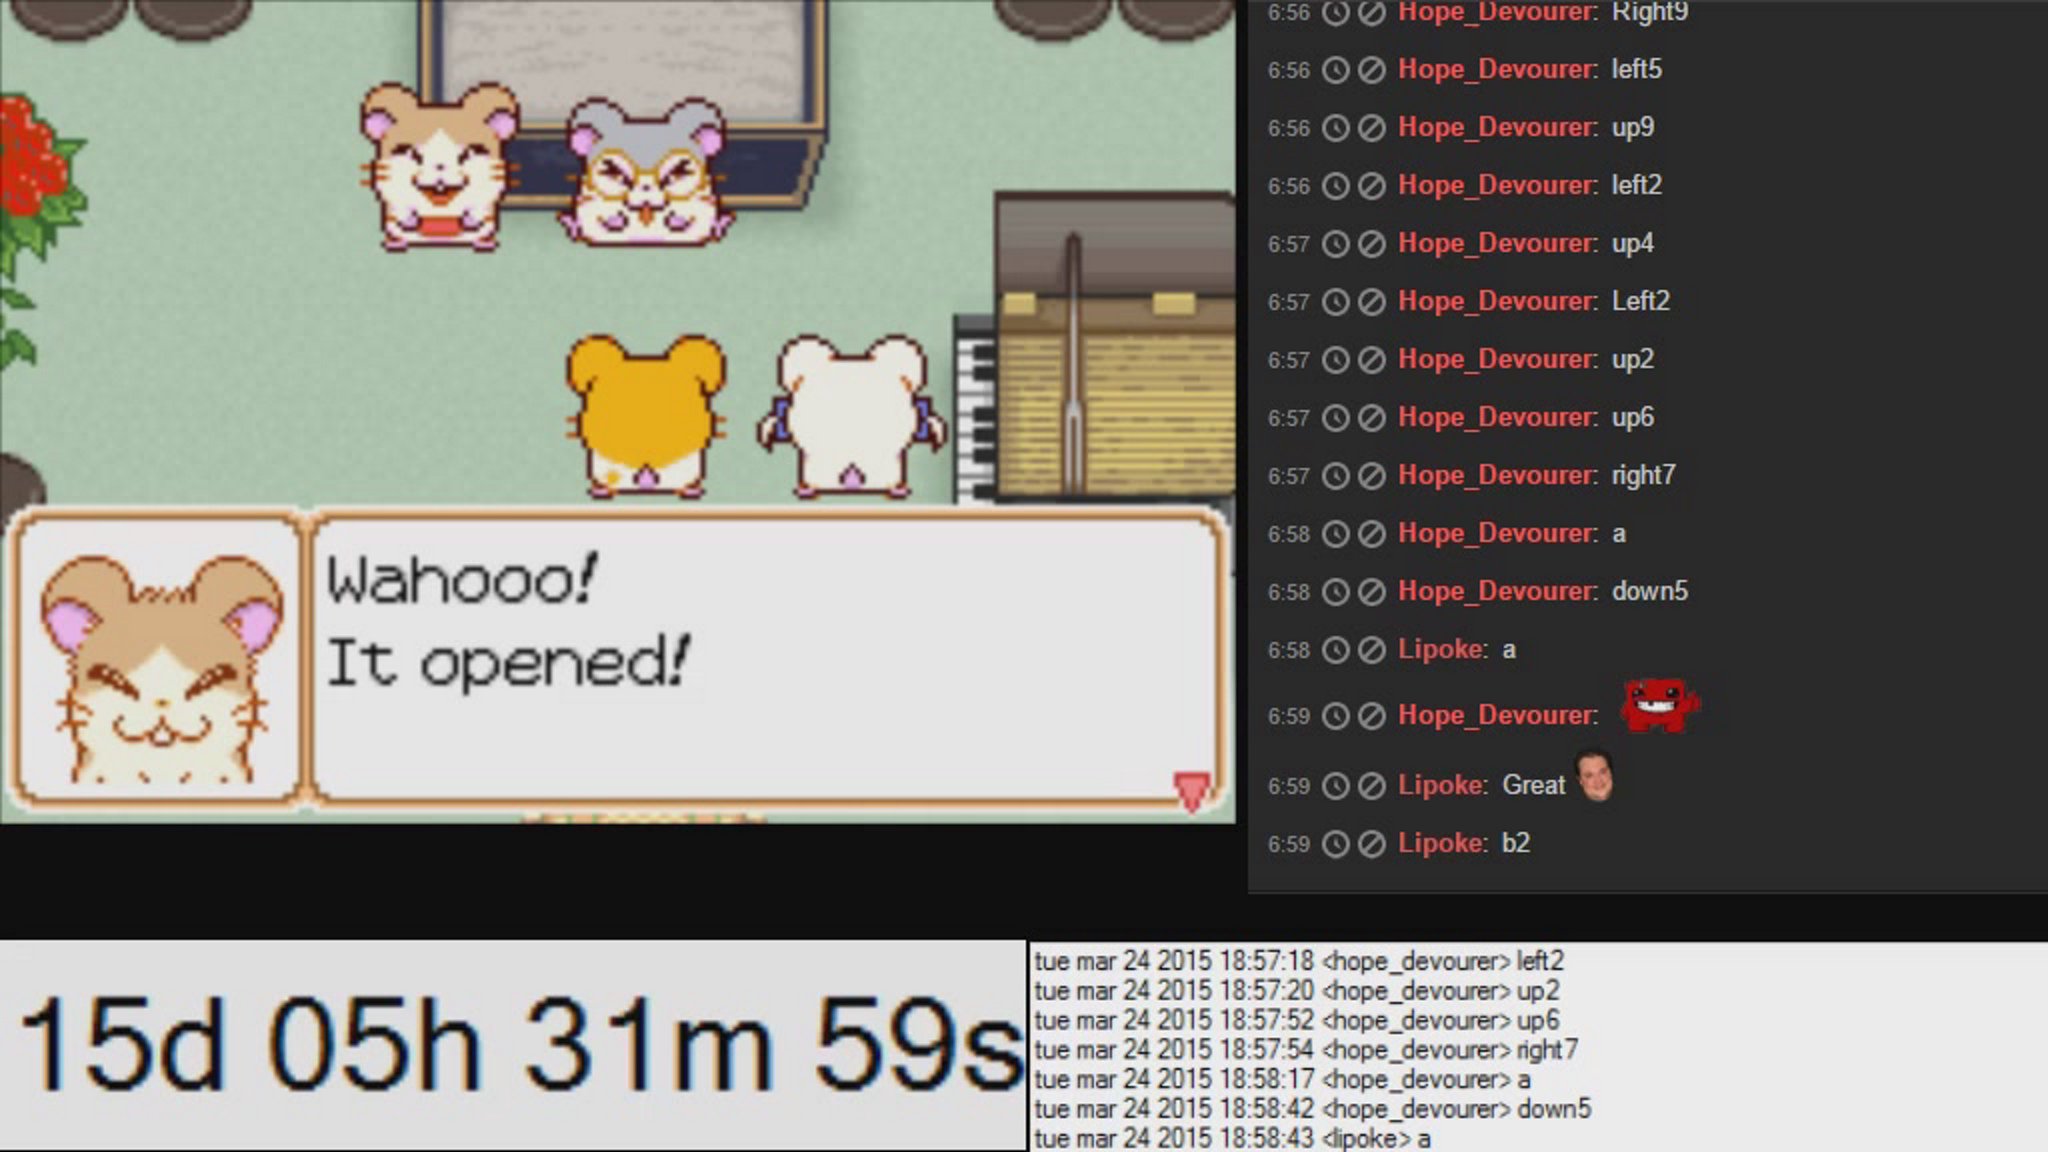 Wahooo!
It opened!
6:56 Hope_Devourer: Right9
6:56 Hope_Devourer: left5
6:56 Hope_Devourer: up9
6:56 Hope_Devourer: left2
6:57 Hope_Devourer: up4
6:57 Hope_Devourer: Left2
6:57 Hope_Devourer: up2
6:57 Hope_Devourer: up6
6:57 Hope_Devourer: right7
6:58 Hope_Devourer: a
6:58 Hope_Devourer: down5
6:58 Lipoke: a
6:59 Hope_Devourer:
6:59 Lipoke: Great
6:59 Lipoke: b2
15d 05h 31m 59s
tue mar 24 2015 18:57:18 <hope_devourer> left2
tue mar 24 2015 18:57:20 <hope_devourer> up2
tue mar 24 2015 18:57:52 <hope_devourer> up6
tue mar 24 2015 18:57:54 <hope_devourer> right7
tue mar 24 2015 18:58:17 <hope_devourer> a
tue mar 24 2015 18:58:42 <hope_devourer> down5
tue mar 24 2015 18:58:43 <lipoke> a